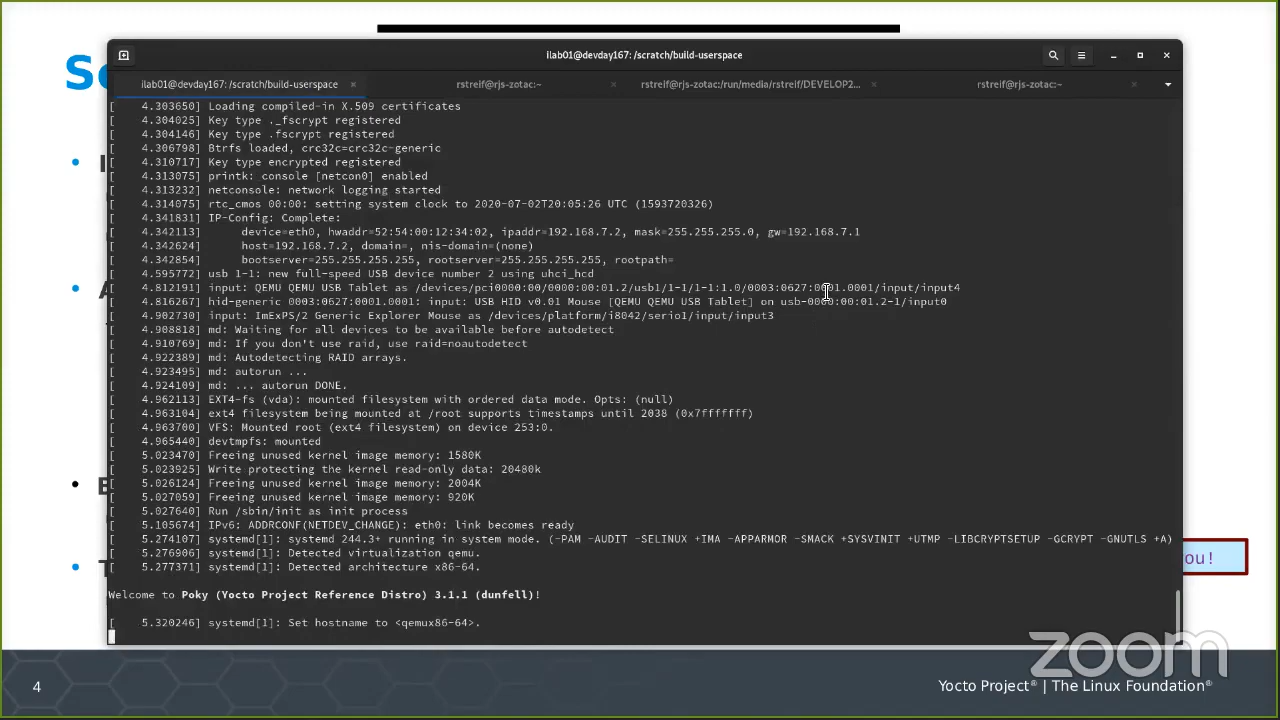 ilab01@devday167: /scratch/build-userspace
ilab01@devday167: /scratch/build-userspace × rstreif@rjs-zotac:~ × rstreif@rjs-zotac:/run/media/rstreif/DEVELOP2... × rstreif@rjs-zotac:~ ×
[    4.303650] Loading compiled-in X.509 certificates
[    4.304025] Key type ._fscrypt registered
[    4.304146] Key type .fscrypt registered
[    4.306798] Btrfs loaded, crc32c=crc32c-generic
[    4.310717] Key type encrypted registered
[    4.313075] printk: console [netcon0] enabled
[    4.313232] netconsole: network logging started
[    4.314075] rtc_cmos 00:00: setting system clock to 2020-07-02T20:05:26 UTC (1593720326)
[    4.341831] IP-Config: Complete:
[    4.342113]      device=eth0, hwaddr=52:54:00:12:34:02, ipaddr=192.168.7.2, mask=255.255.255.0, gw=192.168.7.1
[    4.342624]      host=192.168.7.2, domain=, nis-domain=(none)
[    4.342854]      bootserver=255.255.255.255, rootserver=255.255.255.255, rootpath=
[    4.595772] usb 1-1: new full-speed USB device number 2 using uhci_hcd
[    4.812191] input: QEMU QEMU USB Tablet as /devices/pci0000:00/0000:00:01.2/usb1/1-1/1-1:1.0/0003:0627:0001.0001/input/input4
[    4.816267] hid-generic 0003:0627:0001.0001: input: USB HID v0.01 Mouse [QEMU QEMU USB Tablet] on usb-0000:00:01.2-1/input0
[    4.902730] input: ImExPS/2 Generic Explorer Mouse as /devices/platform/i8042/serio1/input/input3
[    4.908818] md: Waiting for all devices to be available before autodetect
[    4.910769] md: If you don't use raid, use raid=noautodetect
[    4.922389] md: Autodetecting RAID arrays.
[    4.923495] md: autorun ...
[    4.924109] md: ... autorun DONE.
[    4.962113] EXT4-fs (vda): mounted filesystem with ordered data mode. Opts: (null)
[    4.963104] ext4 filesystem being mounted at /root supports timestamps until 2038 (0x7fffffff)
[    4.963700] VFS: Mounted root (ext4 filesystem) on device 253:0.
[    4.965440] devtmpfs: mounted
[    5.023470] Freeing unused kernel image memory: 1580K
[    5.023925] Write protecting the kernel read-only data: 20480k
[    5.026124] Freeing unused kernel image memory: 2004K
[    5.027059] Freeing unused kernel image memory: 920K
[    5.027640] Run /sbin/init as init process
[    5.105674] IPv6: ADDRCONF(NETDEV_CHANGE): eth0: link becomes ready
[    5.274107] systemd[1]: systemd 244.3+ running in system mode. (-PAM -AUDIT -SELINUX +IMA -APPARMOR -SMACK +SYSVINIT +UTMP -LIBCRYPTSETUP -GCRYPT -GNUTLS +A)
[    5.276906] systemd[1]: Detected virtualization qemu.
[    5.277371] systemd[1]: Detected architecture x86-64.
Welcome to Poky (Yocto Project Reference Distro) 3.1.1 (dunfell)!
[    5.320246] systemd[1]: Set hostname to <qemux86-64>.
ou!
zoom
4
Yocto Project® | The Linux Foundation®